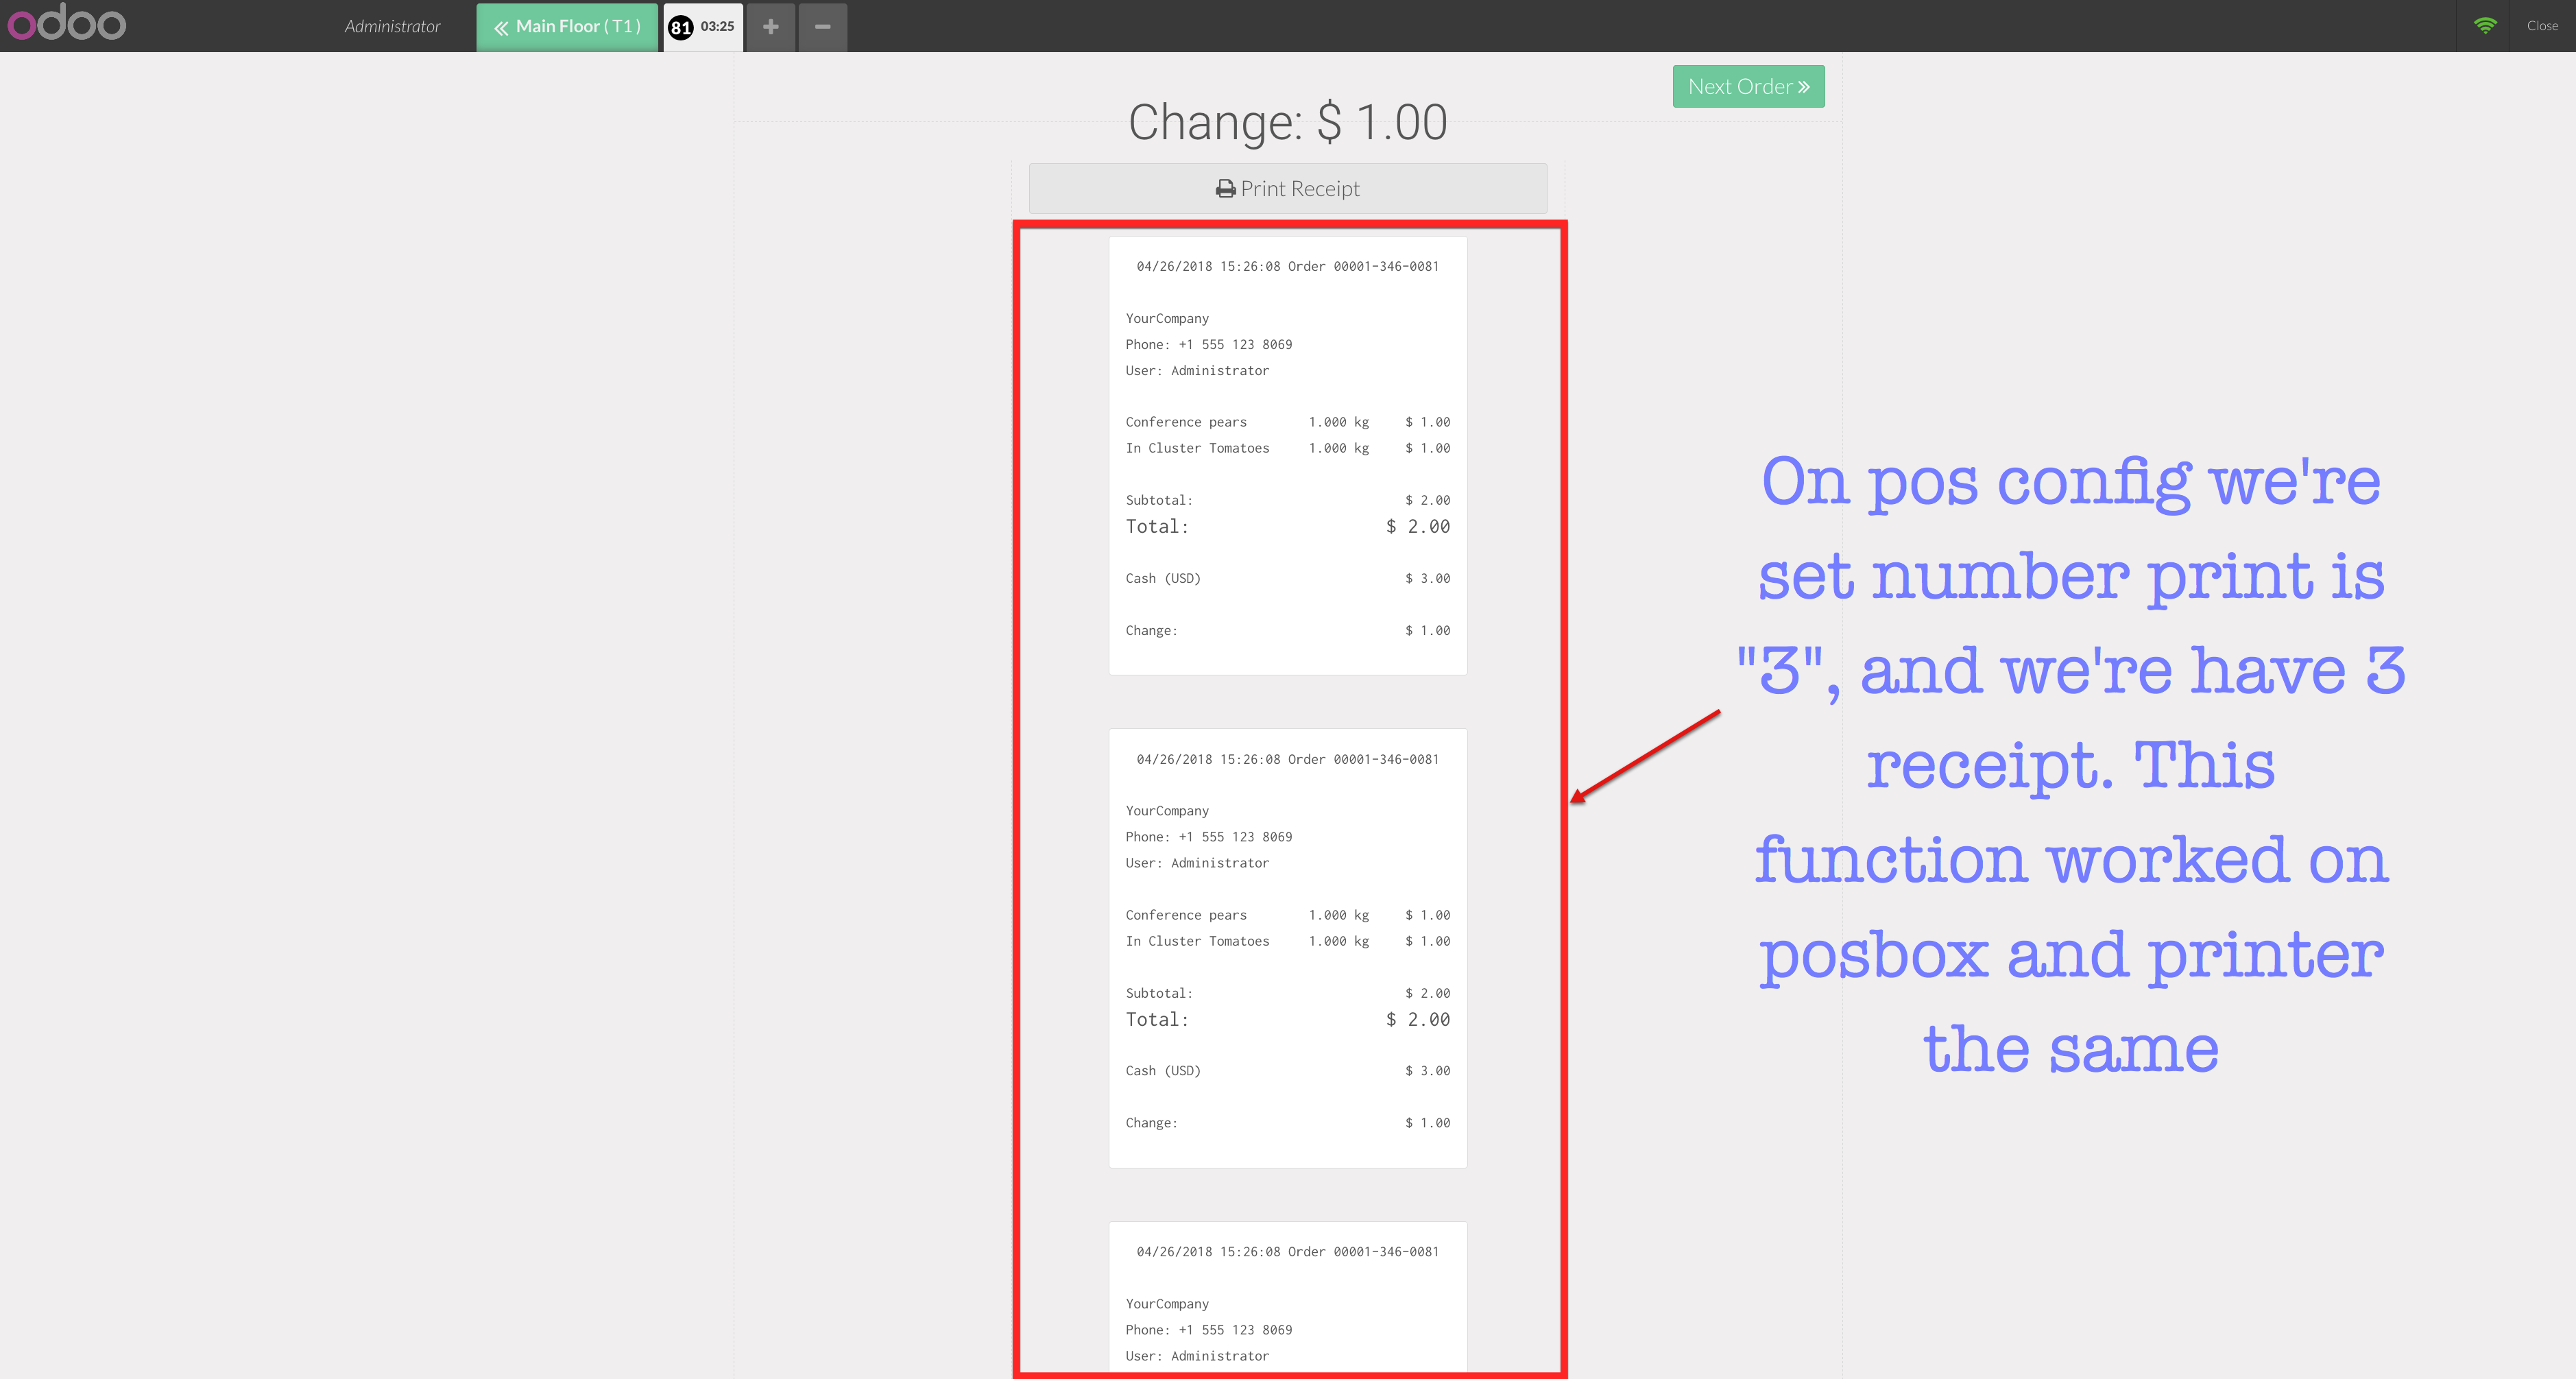 odoo
Administrator
Main Floor ( T1 )
81 03:25
Close
Next Order
Change: $ 1.00
Print Receipt
04/26/2018 15:26:08 Order 00001-346-0081
YourCompany
Phone: +1 555 123 8069
User: Administrator
Conference pears 1.000 kg $ 1.00
In Cluster Tomatoes 1.000 kg $ 1.00
Subtotal: $ 2.00
Total: $ 2.00
Cash (USD) $ 3.00
Change: $ 1.00
04/26/2018 15:26:08 Order 00001-346-0081
YourCompany
Phone: +1 555 123 8069
User: Administrator
Conference pears 1.000 kg $ 1.00
In Cluster Tomatoes 1.000 kg $ 1.00
Subtotal: $ 2.00
Total: $ 2.00
Cash (USD) $ 3.00
Change: $ 1.00
04/26/2018 15:26:08 Order 00001-346-0081
YourCompany
Phone: +1 555 123 8069
User: Administrator
On pos config we're
set number print is
"3", and we're have 3
receipt. This
function worked on
posbox and printer
the same